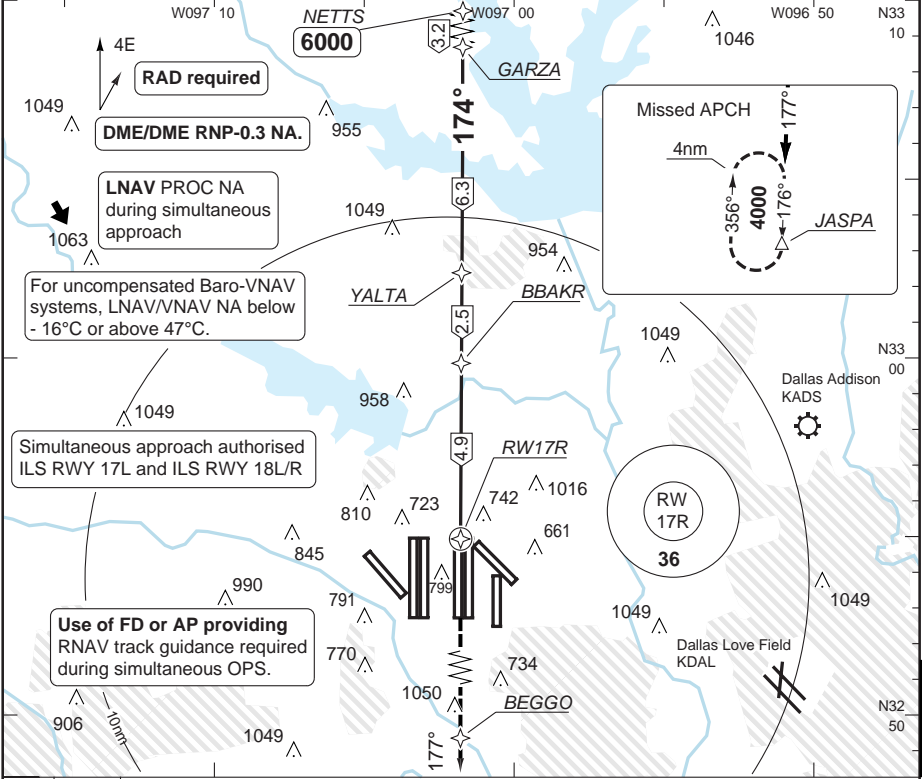 W097 10
NETTS
W097 00
W096 50
N33
10
6000
3.2
1046
4E
GARZA
RAD required
1049
955
174°
Missed APCH
177°
DME/DME RNP-0.3 NA.
4nm
LNAV PROC NA
during simultaneous
approach
6.3
356°
4000
176°
JASPA
1049
1063
954
For uncompensated Baro-VNAV
systems, LNAV/VNAV NA below
- 16°C or above 47°C.
YALTA
BBAKR
2.5
1049
N33
00
Dallas Addison
KADS
958
1049
Simultaneous approach authorised
ILS RWY 17L and ILS RWY 18L/R
4.9
RW17R
1016
810
723
742
RW
17R
36
845
661
799
990
791
1049
1049
Use of FD or AP providing
RNAV track guidance required
during simultaneous OPS.
770
734
Dallas Love Field
KDAL
1050
BEGGO
906
10nm
1049
177°
N32
50